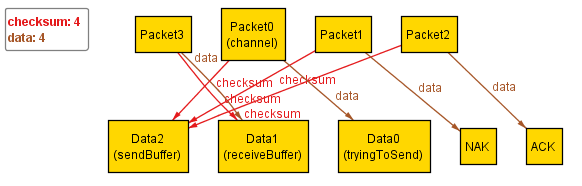 checksum: 4
data: 4
Packet3
Packet0
(channel)
Packet1
Packet2
data
checksum
checksum
data
data
checksum
data
checksum
Data2
(sendBuffer)
Data1
(receiveBuffer)
Data0
(tryingToSend)
NAK
ACK